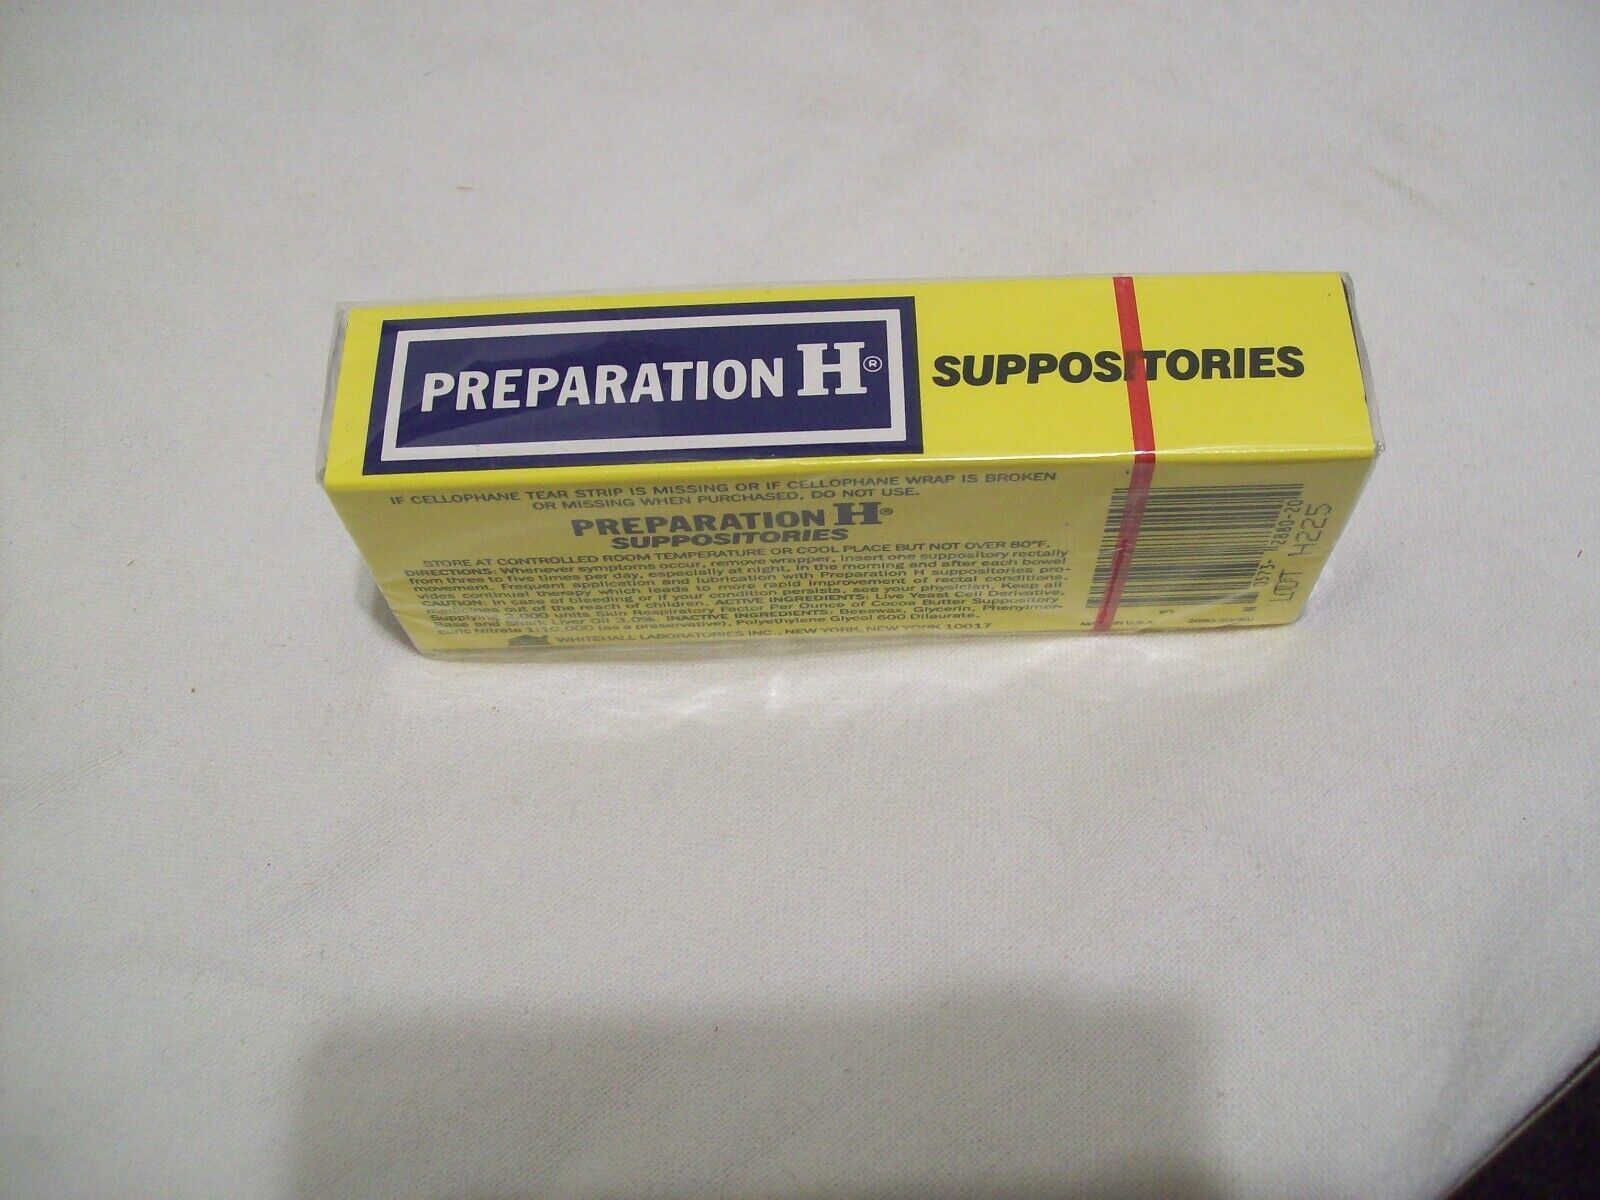 PREPARATION H®
SUPPOSITORIES
IF CELLOPHANE TEAR STRIP IS MISSING OR IF CELLOPHANE WRAP IS BROKEN
OR MISSING WHEN PURCHASED, DO NOT USE.
PREPARATION H®
SUPPOSITORIES
STORE AT CONTROLLED ROOM TEMPERATURE OR COOL PLACE BUT NOT OVER 80°F.
DIRECTIONS: Whenever symptoms occur, remove wrapper, insert one suppository rectally
from three to five times per day, especially at night, in the morning and after each bowel
movement. Frequent application and lubrication with Preparation H suppositories pro-
vides continual therapy which leads to more rapid improvement of rectal conditions.
CAUTION: In case of bleeding or if your condition persists, see your physician. Keep all
medicines out of the reach of children. ACTIVE INGREDIENTS: Live Yeast Cell Derivative,
Supplying 2,000 units Skin Respiratory Factor Per Ounce of Cocoa Butter Suppository
Base and Shark Liver Oil 3.0%. INACTIVE INGREDIENTS: Beeswax, Glycerin, Phenylmer-
curic Nitrate 1:10,000 (as a preservative), Polyethylene Glycol 600 Dilaurate.
WHITEHALL LABORATORIES INC., NEW YORK, NEW YORK 10017
N
0573-
2880-20
3
LOT H225
MADE IN U.S.A.